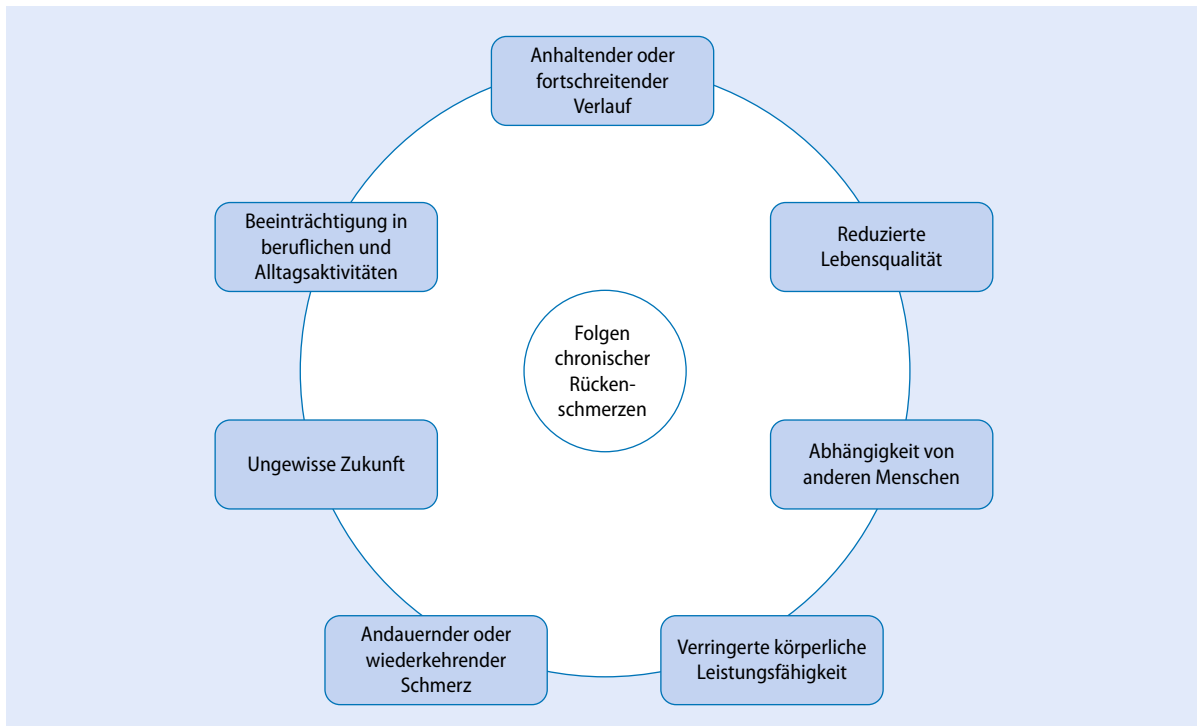 Anhaltender oder
fortschreitender
Verlauf
Beeinträchtigung in
beruflichen und
Alltagsaktivitäten
Reduzierte
Lebensqualität
Folgen
chronischer
Rücken-
schmerzen
Ungewisse Zukunft
Abhängigkeit von
anderen Menschen
Andauernder oder
wiederkehrender
Schmerz
Verringerte körperliche
Leistungsfähigkeit